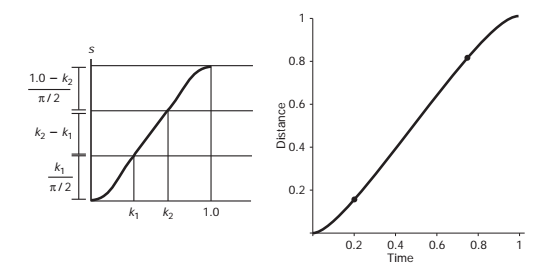 s
1.0 – k₂
π / 2
k₂ – k₁
k₁
π / 2
k₁ k₂ 1.0
1
0.8
0.6
0.4
0.2
Distance
0.2 0.4 0.6 0.8 1
Time